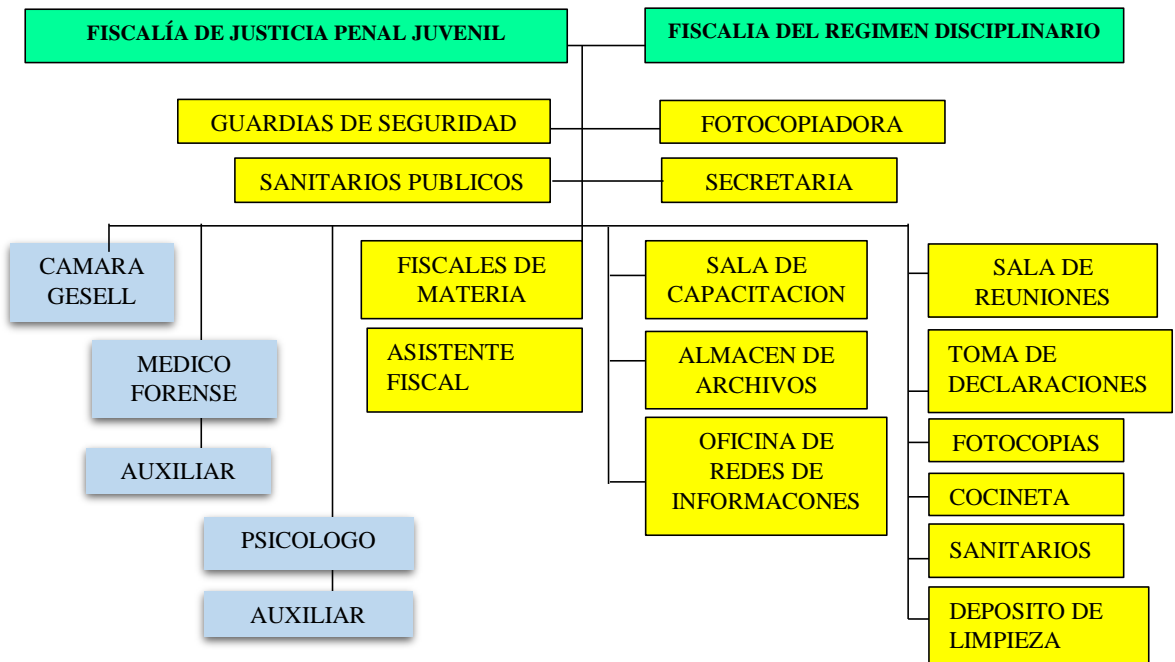 FISCALÍA DE JUSTICIA PENAL JUVENIL
FISCALIA DEL REGIMEN DISCIPLINARIO
GUARDIAS DE SEGURIDAD
FOTOCOPIADORA
SANITARIOS PUBLICOS
SECRETARIA
CAMARA
GESELL
MEDICO
FORENSE
AUXILIAR
PSICOLOGO
AUXILIAR
FISCALES DE
MATERIA
ASISTENTE
FISCAL
SALA DE
CAPACITACION
ALMACEN DE
ARCHIVOS
OFICINA DE
REDES DE
INFORMACONES
SALA DE
REUNIONES
TOMA DE
DECLARACIONES
FOTOCOPIAS
COCINETA
SANITARIOS
DEPOSITO DE
LIMPIEZA